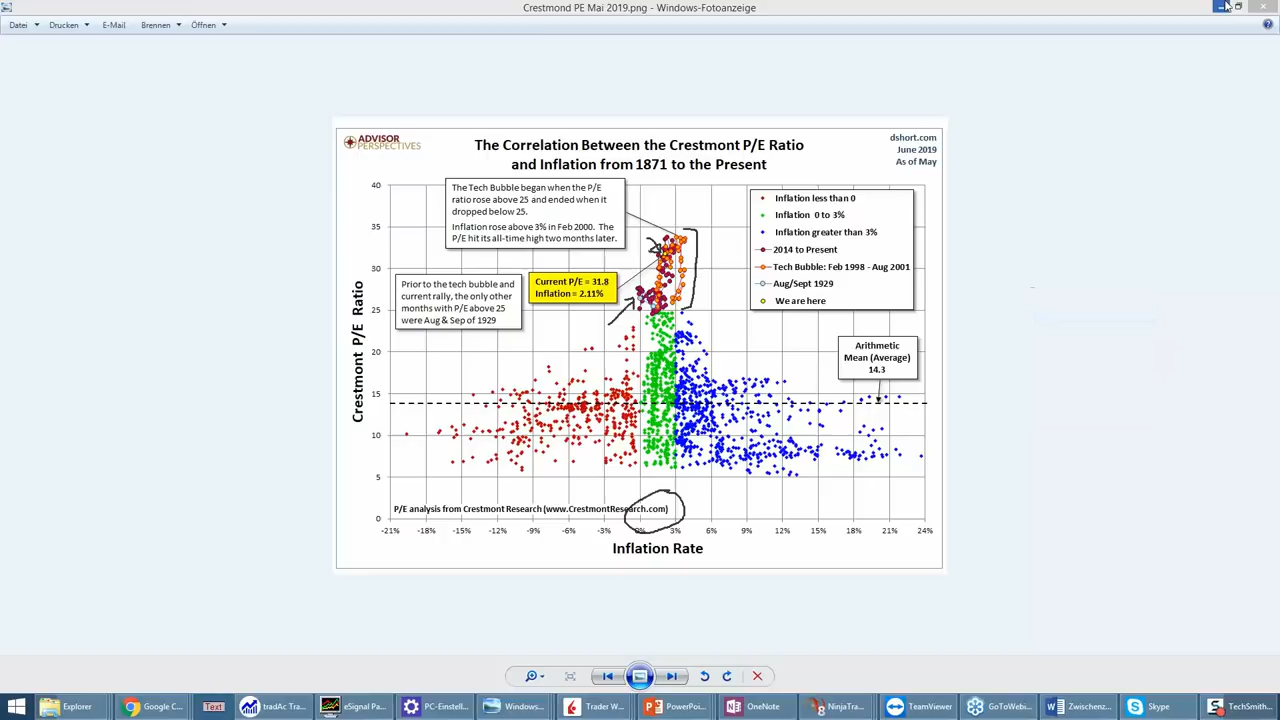 Crestmond PE Mai 2019.png - Windows-Fotoanzeige
Datei Drucken E-Mail Brennen Öffnen
ADVISOR
PERSPECTIVES
The Correlation Between the Crestmont P/E Ratio
and Inflation from 1871 to the Present
dshort.com
June 2019
As of May
The Tech Bubble began when the P/E
ratio rose above 25 and ended when it
dropped below 25.
Inflation rose above 3% in Feb 2000. The
P/E hit its all-time high two months later.
Inflation less than 0
Inflation 0 to 3%
Inflation greater than 3%
2014 to Present
Tech Bubble: Feb 1998 - Aug 2001
Aug/Sept 1929
We are here
Prior to the tech bubble and
current rally, the only other
months with P/E above 25
were Aug & Sep of 1929
Current P/E = 31.8
Inflation = 2.11%
Arithmetic
Mean (Average)
14.3
Crestmont P/E Ratio
40
35
30
25
20
15
10
5
0
P/E analysis from Crestmont Research (www.CrestmontResearch.com)
-21% -18% -15% -12% -9% -6% -3% 0% 3% 6% 9% 12% 15% 18% 21% 24%
Inflation Rate
Explorer Google C... Text tradAc Tra... eSignal Pa... PC-Einstell... Windows... Trader W... PowerPoi... OneNote NinjaTra... TeamViewer GoToWebi... Zwischenz... Skype TechSmith...